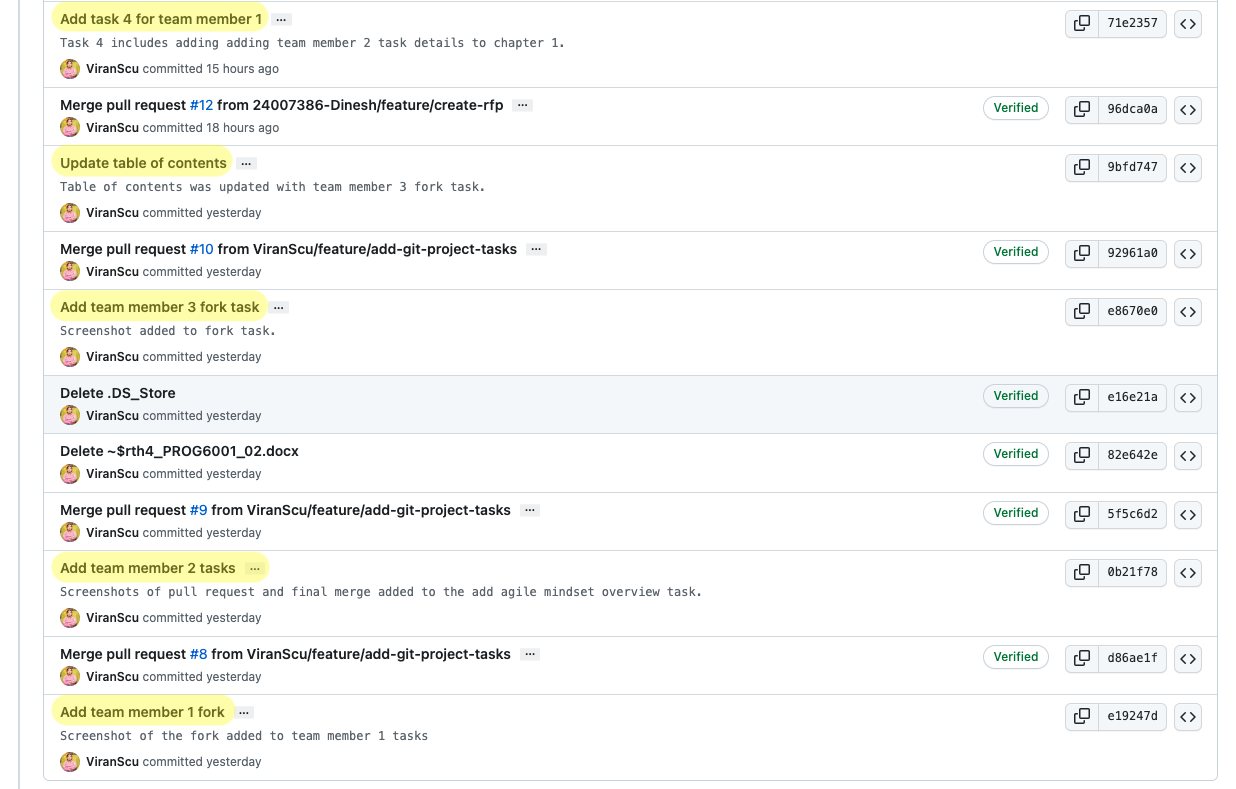 Add task 4 for team member 1 ...
71e2357
Task 4 includes adding adding team member 2 task details to chapter 1.
ViranScu committed 15 hours ago
Merge pull request #12 from 24007386-Dinesh/feature/create-rfp ...
Verified 96dca0a
ViranScu committed 18 hours ago
Update table of contents ...
9bfd747
Table of contents was updated with team member 3 fork task.
ViranScu committed yesterday
Merge pull request #10 from ViranScu/feature/add-git-project-tasks ...
Verified 92961a0
ViranScu committed yesterday
Add team member 3 fork task ...
e8670e0
Screenshot added to fork task.
ViranScu committed yesterday
Delete .DS_Store
Verified e16e21a
ViranScu committed yesterday
Delete ~$rth4_PROG6001_02.docx
Verified 82e642e
ViranScu committed yesterday
Merge pull request #9 from ViranScu/feature/add-git-project-tasks ...
Verified 5f5c6d2
ViranScu committed yesterday
Add team member 2 tasks ...
0b21f78
Screenshots of pull request and final merge added to the add agile mindset overview task.
ViranScu committed yesterday
Merge pull request #8 from ViranScu/feature/add-git-project-tasks ...
Verified d86ae1f
ViranScu committed yesterday
Add team member 1 fork ...
e19247d
Screenshot of the fork added to team member 1 tasks
ViranScu committed yesterday